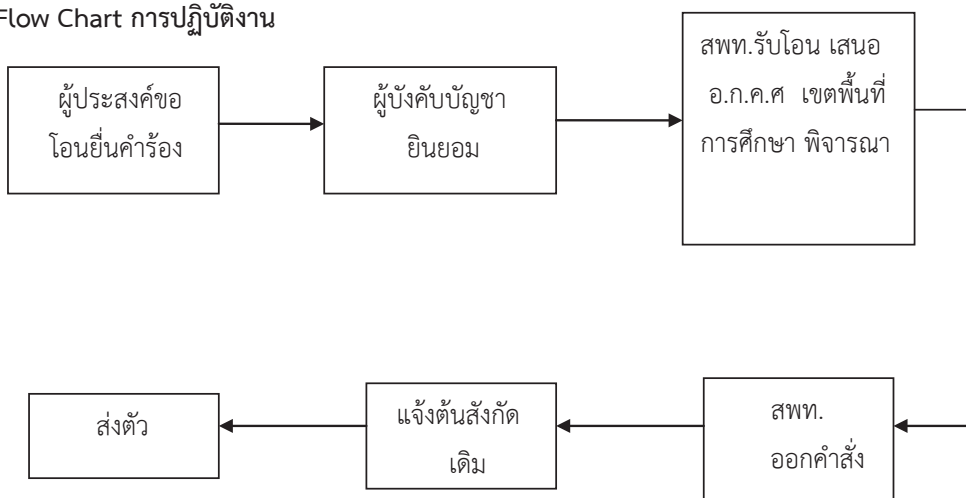 Flow Chart การปฏิบัติงาน
ผู้ประสงค์ขอ
โอนยื่นคำร้อง
ผู้บังคับบัญชา
ยินยอม
สพท.รับโอน เสนอ
อ.ก.ค.ศ เขตพื้นที่
การศึกษา พิจารณา
สพท.
ออกคำสั่ง
แจ้งต้นสังกัด
เดิม
ส่งตัว